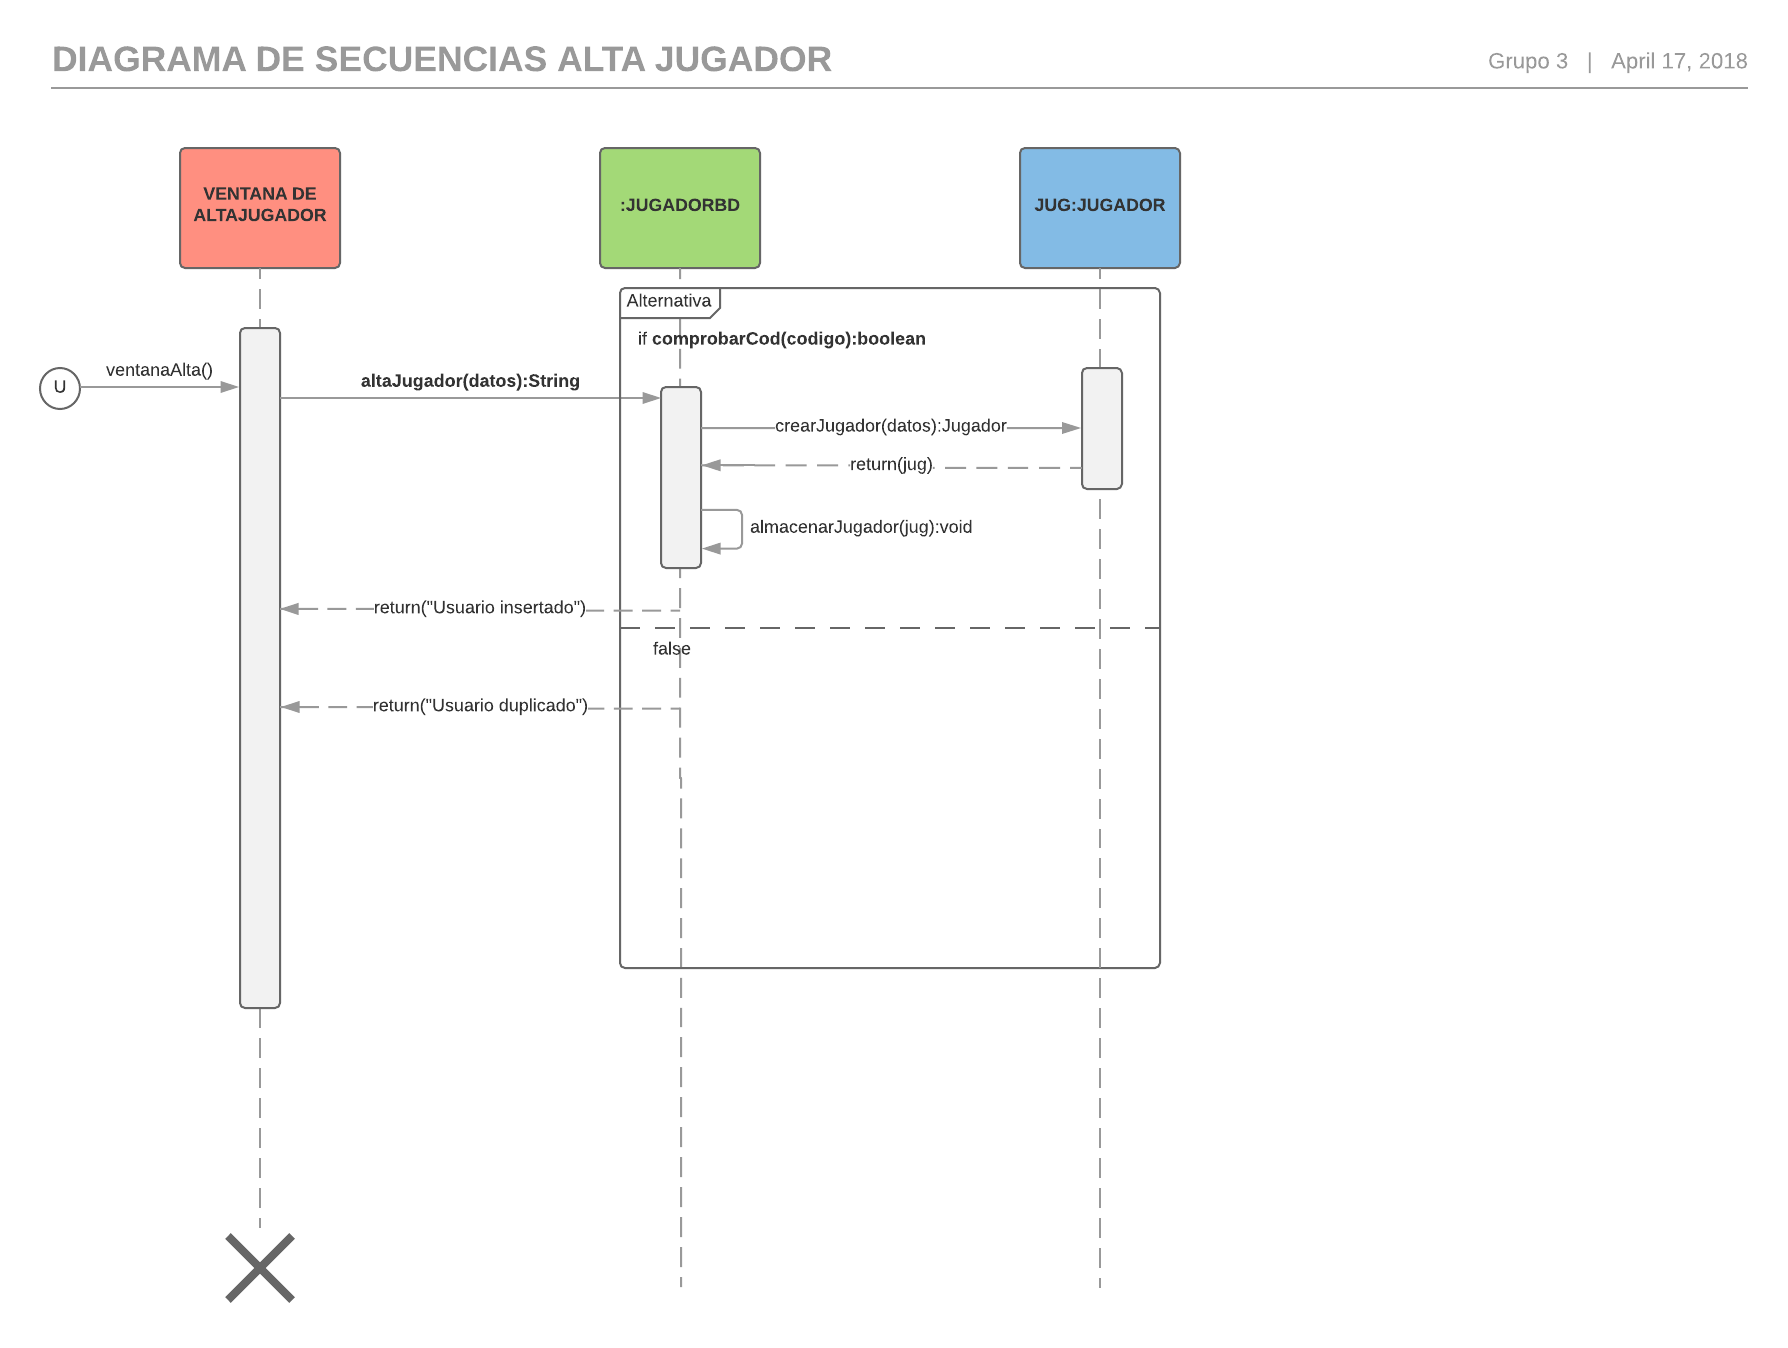 DIAGRAMA DE SECUENCIAS ALTA JUGADOR
Grupo 3 | April 17, 2018
VENTANA DE
ALTAJUGADOR
:JUGADORBD
JUG:JUGADOR
Alternativa
if comprobarCod(codigo):boolean
U
ventanaAlta()
altaJugador(datos):String
crearJugador(datos):Jugador
return(jug)
almacenarJugador(jug):void
return("Usuario insertado")
false
return("Usuario duplicado")